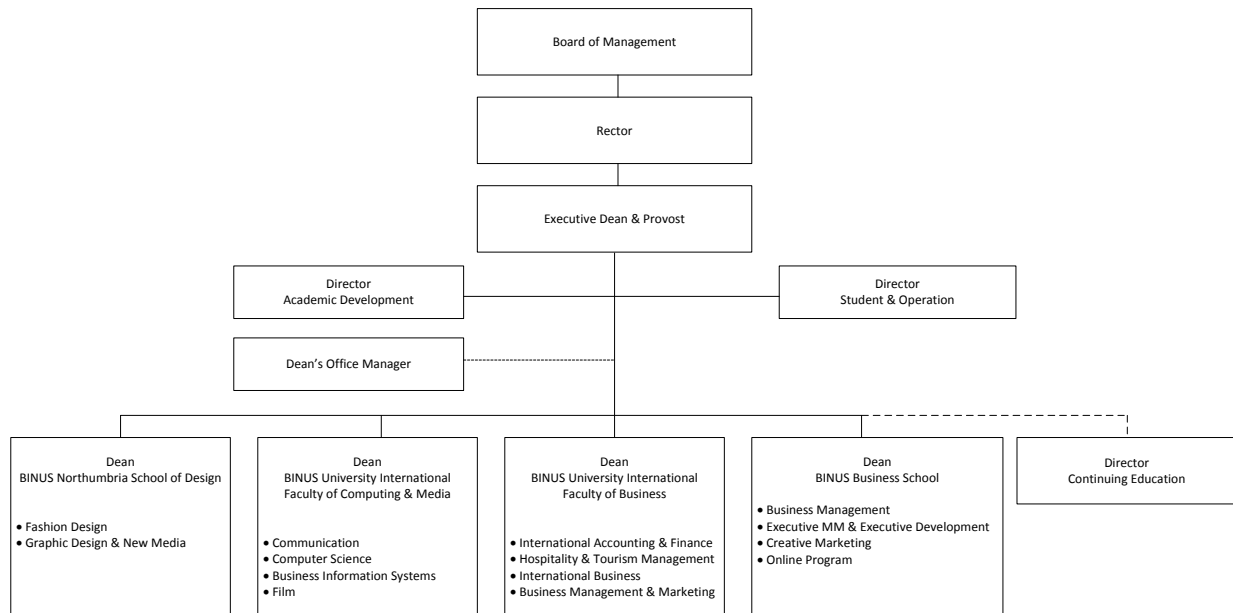 Board of Management
Rector
Executive Dean & Provost
Director
Academic Development
Director
Student & Operation
Dean’s Office Manager
Dean
BINUS Northumbria School of Design
• Fashion Design
• Graphic Design & New Media
Dean
BINUS University International
Faculty of Computing & Media
• Communication
• Computer Science
• Business Information Systems
• Film
Dean
BINUS University International
Faculty of Business
• International Accounting & Finance
• Hospitality & Tourism Management
• International Business
• Business Management & Marketing
Dean
BINUS Business School
• Business Management
• Executive MM & Executive Development
• Creative Marketing
• Online Program
Director
Continuing Education